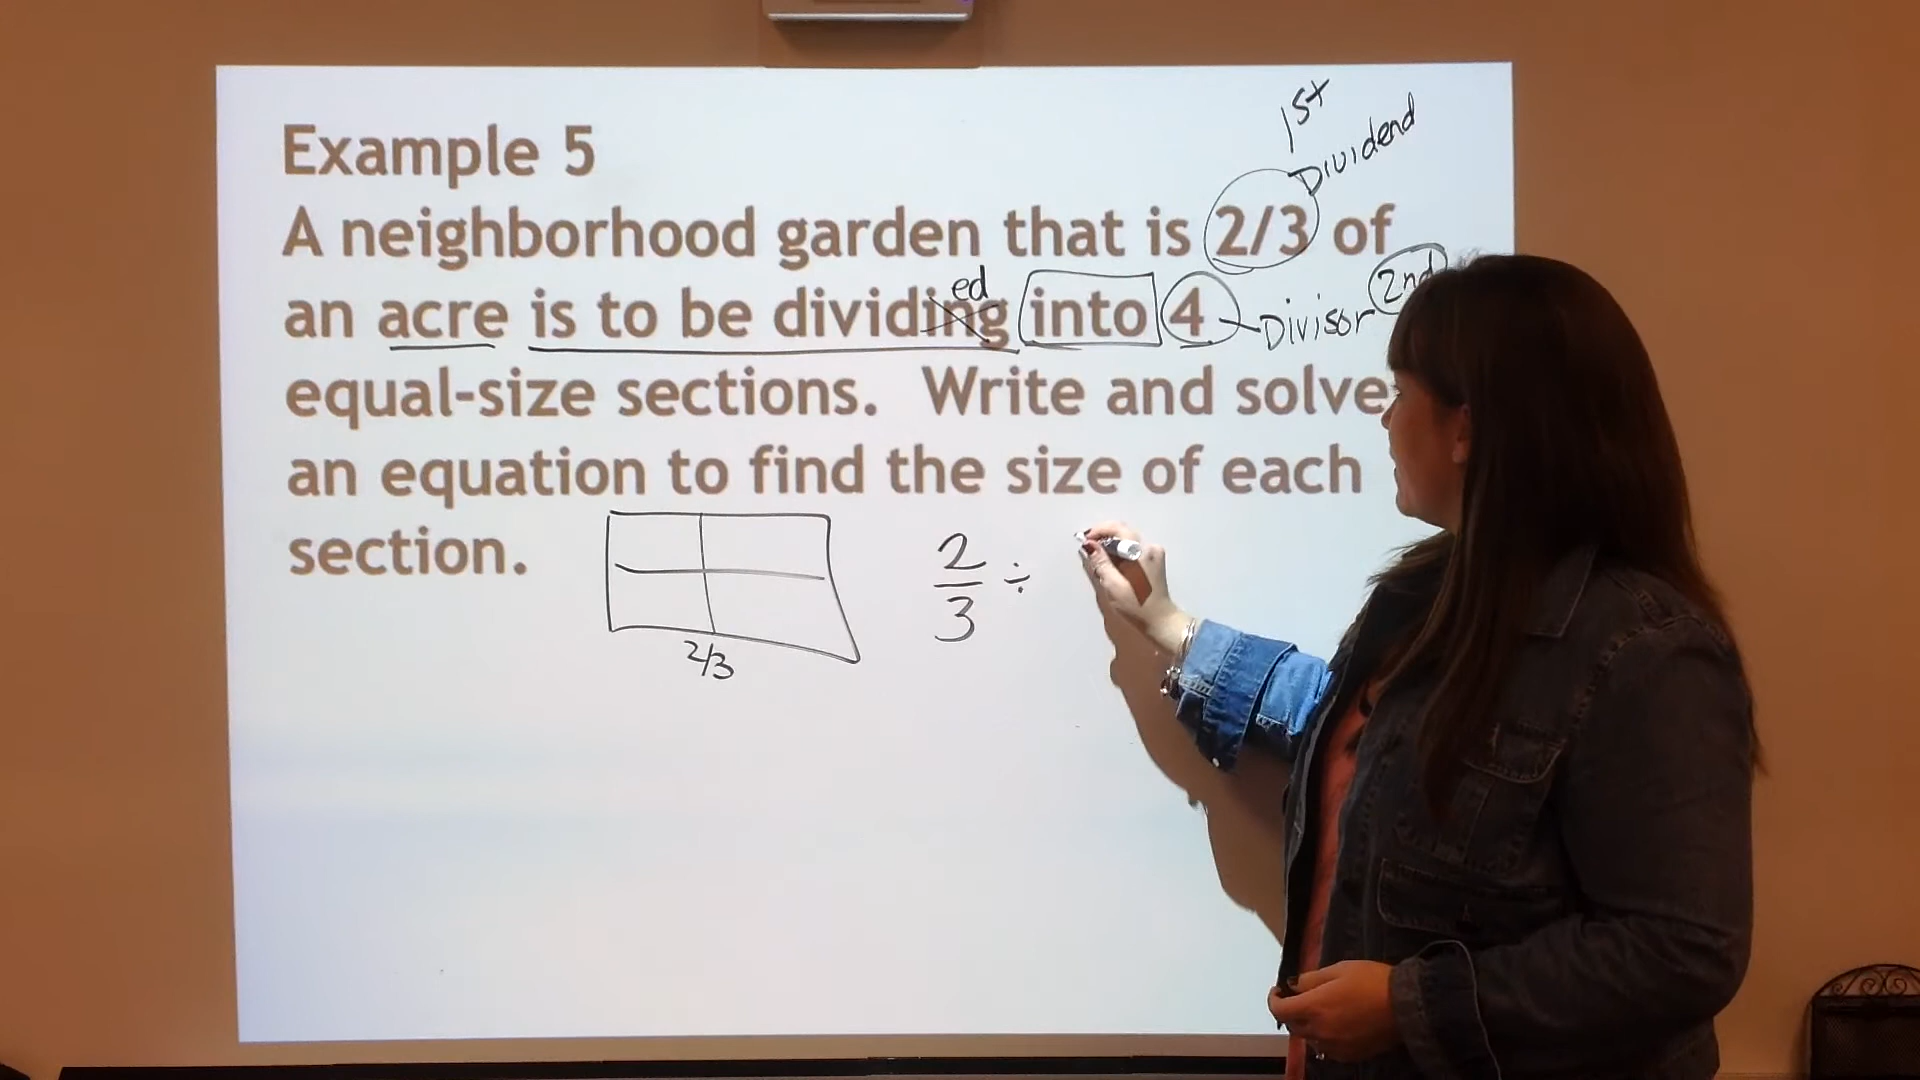 Example 5
1st
Dividend
A neighborhood garden that is 2/3 of
ed
2nd
an acre is to be dividing into 4 Divisor
equal-size sections. Write and solve
an equation to find the size of each
section.
2/3 ÷
2/3